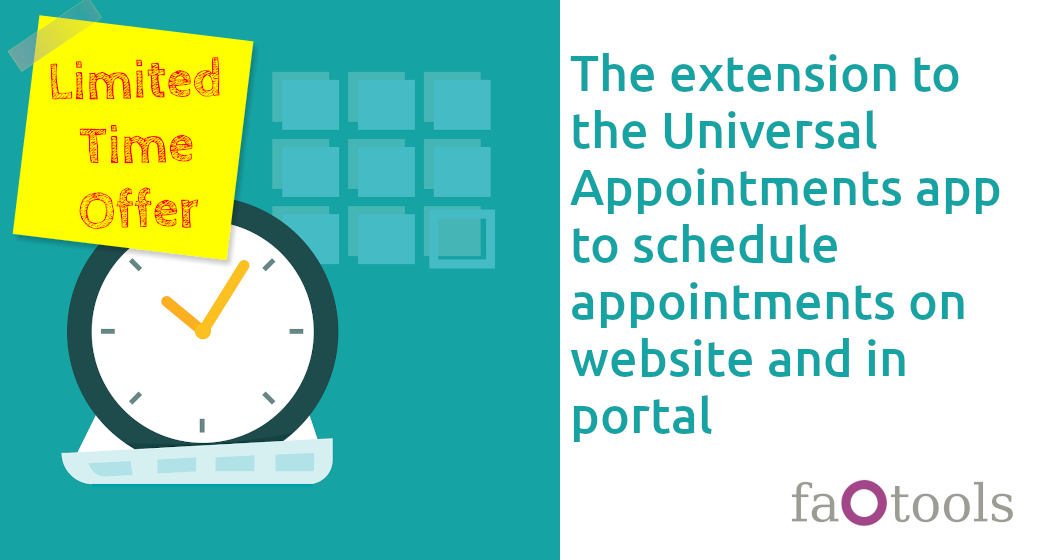 Limited
Time
Offer
The extension to
the Universal
Appointments app
to schedule
appointments on
website and in
portal
faOtools